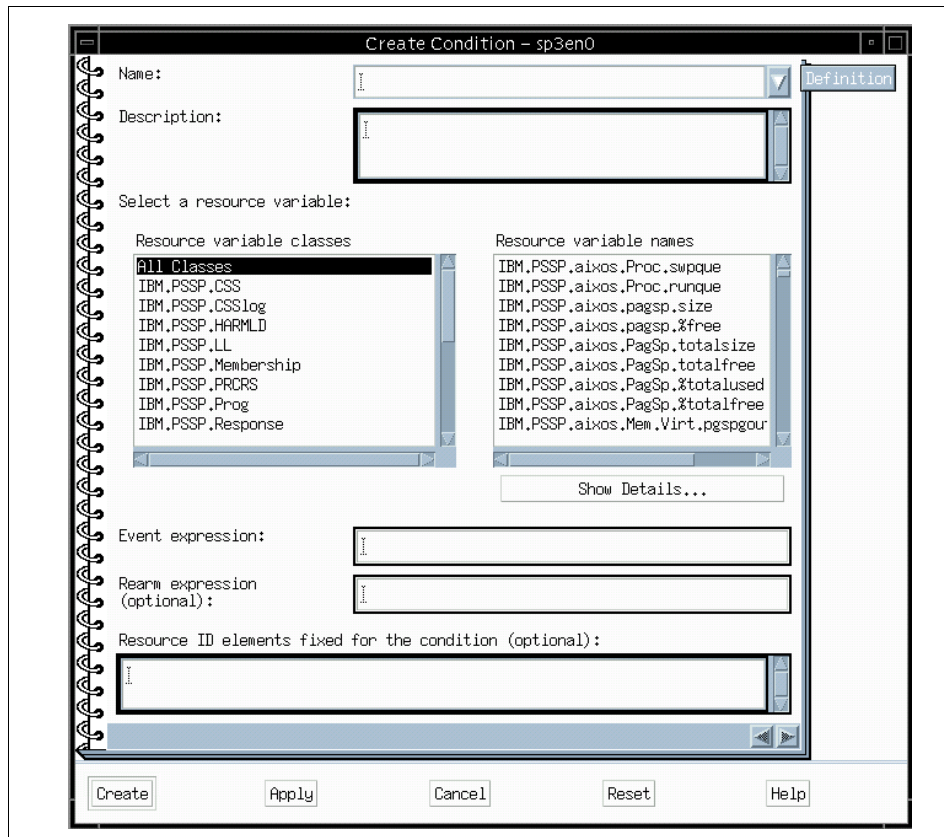 Create Condition - sp3en0
Name:
Definition
Description:
Select a resource variable:
Resource variable classes
All Classes
IBM.PSSP.CSS
IBM.PSSP.CSSlog
IBM.PSSP.HARMLD
IBM.PSSP.LL
IBM.PSSP.Membership
IBM.PSSP.PRCRS
IBM.PSSP.Prog
IBM.PSSP.Response
Resource variable names
IBM.PSSP.aixos.Proc.swpque
IBM.PSSP.aixos.Proc.runque
IBM.PSSP.aixos.pagsp.size
IBM.PSSP.aixos.pagsp.%free
IBM.PSSP.aixos.PagSp.totalsize
IBM.PSSP.aixos.PagSp.totalfree
IBM.PSSP.aixos.PagSp.%totalused
IBM.PSSP.aixos.PagSp.%totalfree
IBM.PSSP.aixos.Mem.Virt.pgspgou
Show Details...
Event expression:
Rearm expression
(optional):
Resource ID elements fixed for the condition (optional):
Create
Apply
Cancel
Reset
Help